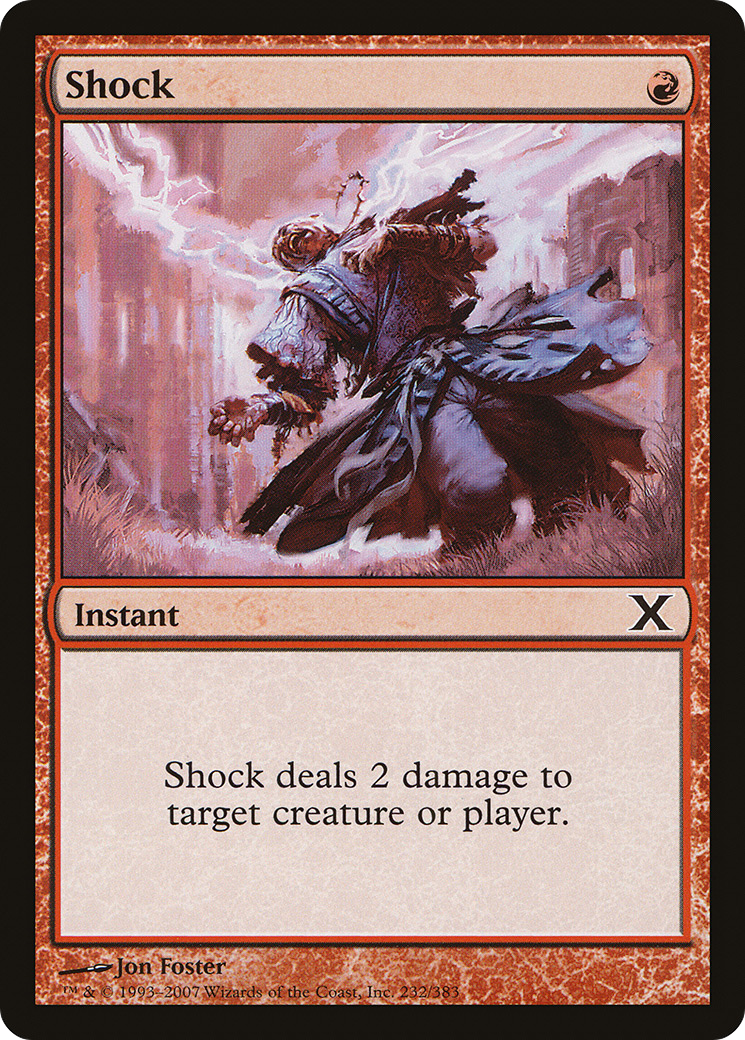 Shock
Instant
X
Shock deals 2 damage to
target creature or player.
Jon Foster
™ & © 1993–2007 Wizards of the Coast, Inc. 232/383